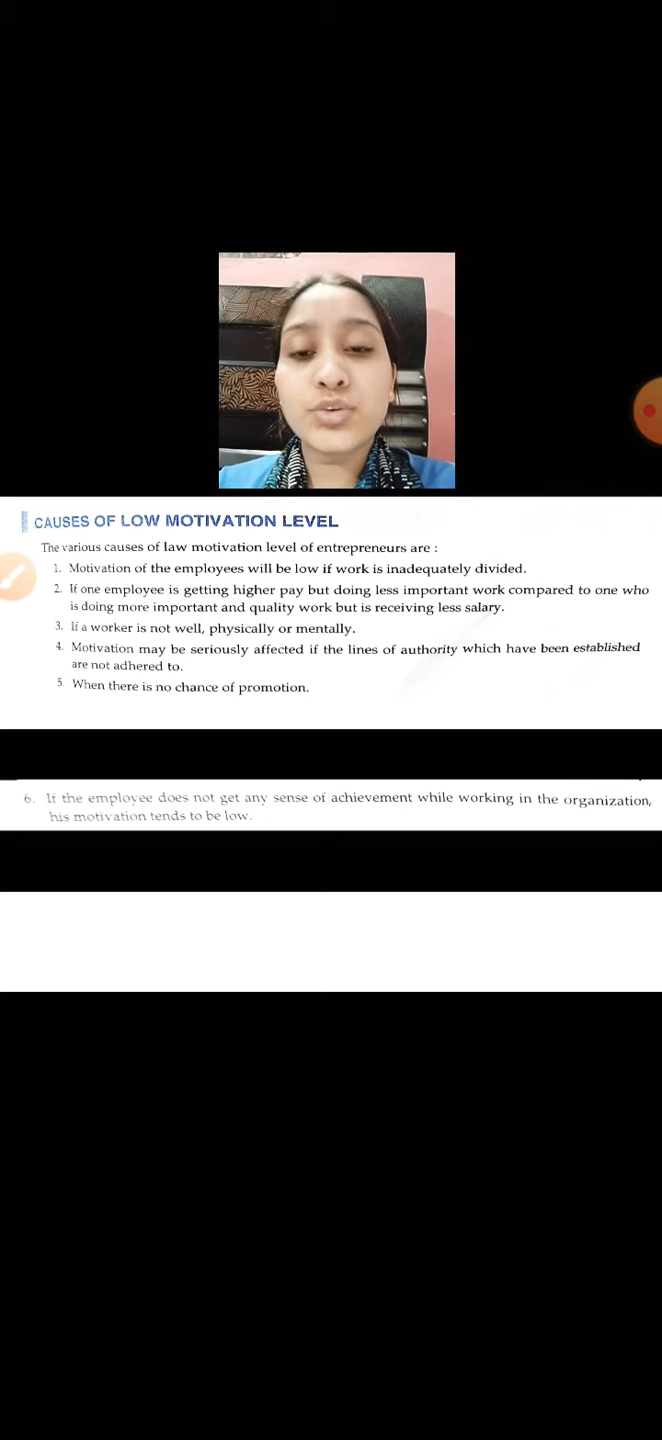 CAUSES OF LOW MOTIVATION LEVEL
The various causes of law motivation level of entrepreneurs are :
1. Motivation of the employees will be low if work is inadequately divided.
2. If one employee is getting higher pay but doing less important work compared to one who
is doing more important and quality work but is receiving less salary.
3. If a worker is not well, physically or mentally.
4. Motivation may be seriously affected if the lines of authority which have been established
are not adhered to.
5. When there is no chance of promotion.
6. If the employee does not get any sense of achievement while working in the organization,
his motivation tends to be low.